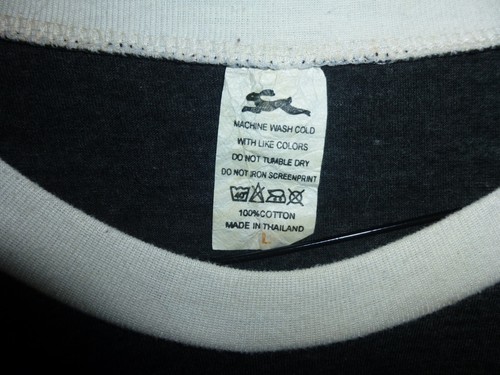 MACHINE WASH COLD
WITH LIKE COLORS
DO NOT TUMBLE DRY
DO NOT IRON SCREENPRINT
40°
100%COTTON
MADE IN THAILAND
L